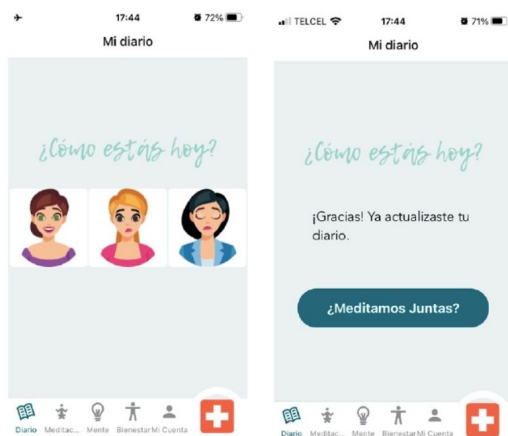 17:44
72%
Mi diario
¿Cómo estás hoy?
Diario
Meditac...
Mente
Bienestar
Mi Cuenta
TELCEL
17:44
71%
Mi diario
¿Cómo estás hoy?
¡Gracias! Ya actualizaste tu
diario.
¿Meditamos Juntas?
Diario
Meditac...
Mente
Bienestar
Mi Cuenta